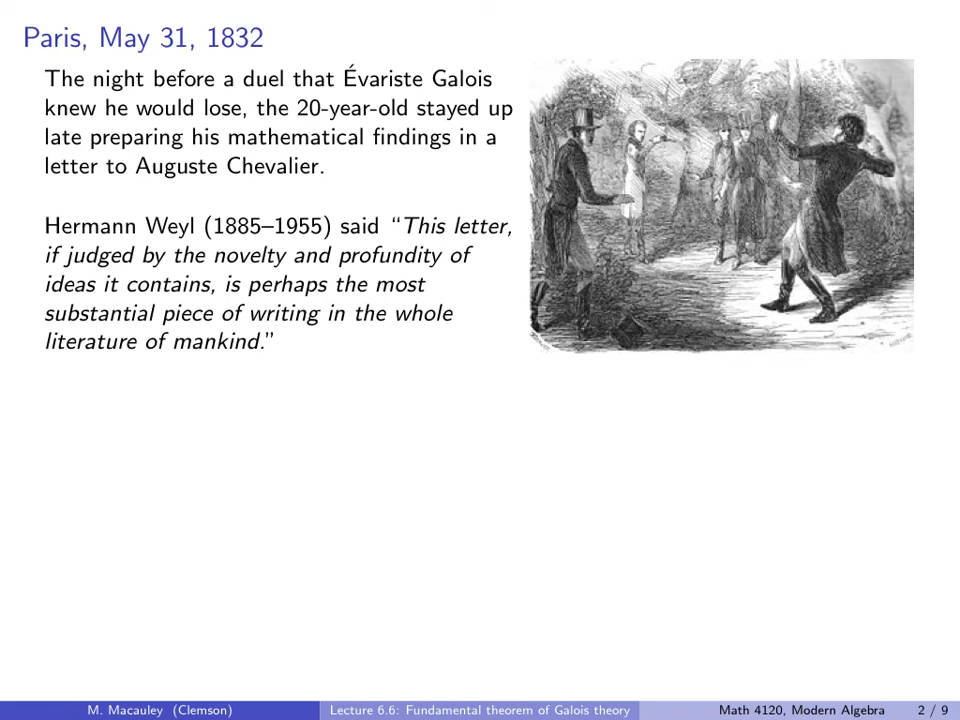 Paris, May 31, 1832
The night before a duel that Évariste Galois
knew he would lose, the 20-year-old stayed up
late preparing his mathematical findings in a
letter to Auguste Chevalier.
Hermann Weyl (1885–1955) said “This letter,
if judged by the novelty and profundity of
ideas it contains, is perhaps the most
substantial piece of writing in the whole
literature of mankind.”
M. Macauley (Clemson) Lecture 6.6: Fundamental theorem of Galois theory Math 4120, Modern Algebra 2 / 9